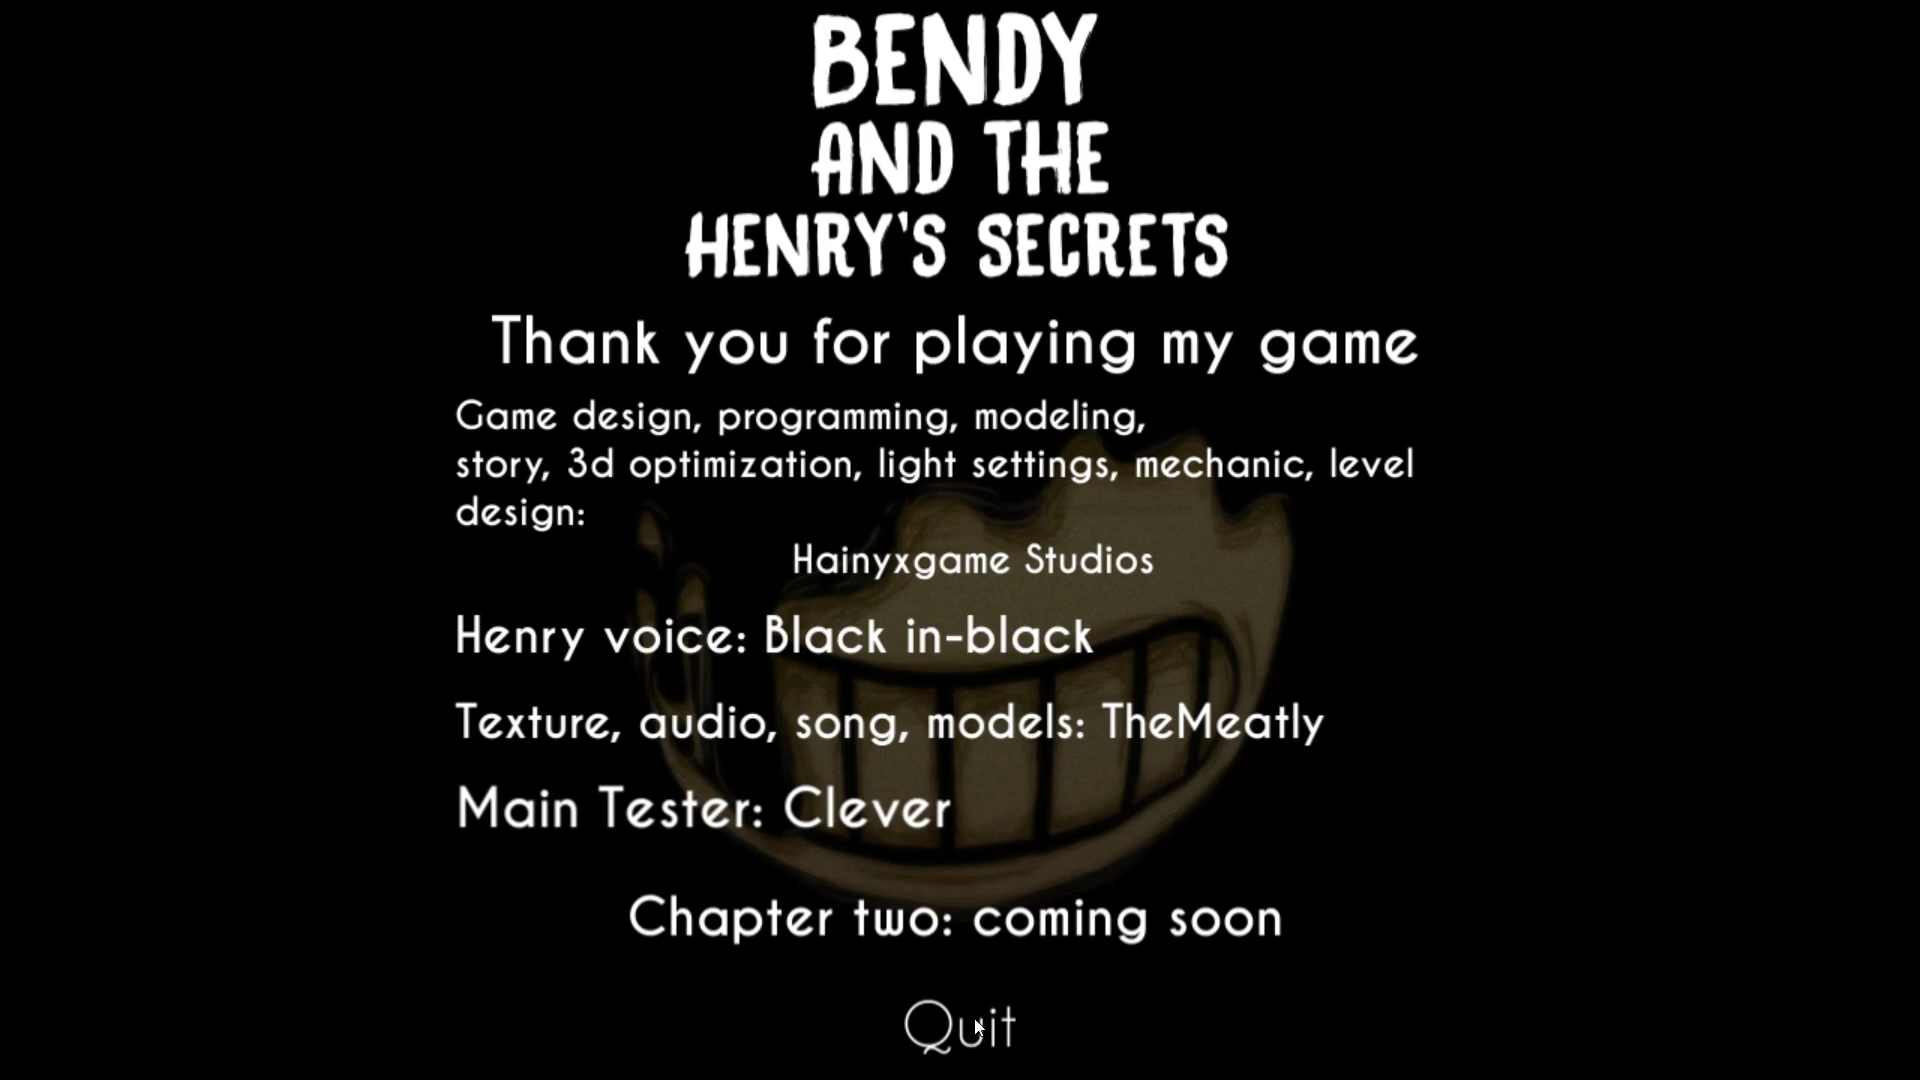 BENDY
AND THE
HENRY'S SECRETS
Thank you for playing my game
Game design, programming, modeling,
story, 3d optimization, light settings, mechanic, level
design:
Hainyxgame Studios
Henry voice: Black in-black
Texture, audio, song, models: TheMeatly
Main Tester: Clever
Chapter two: coming soon
Quit